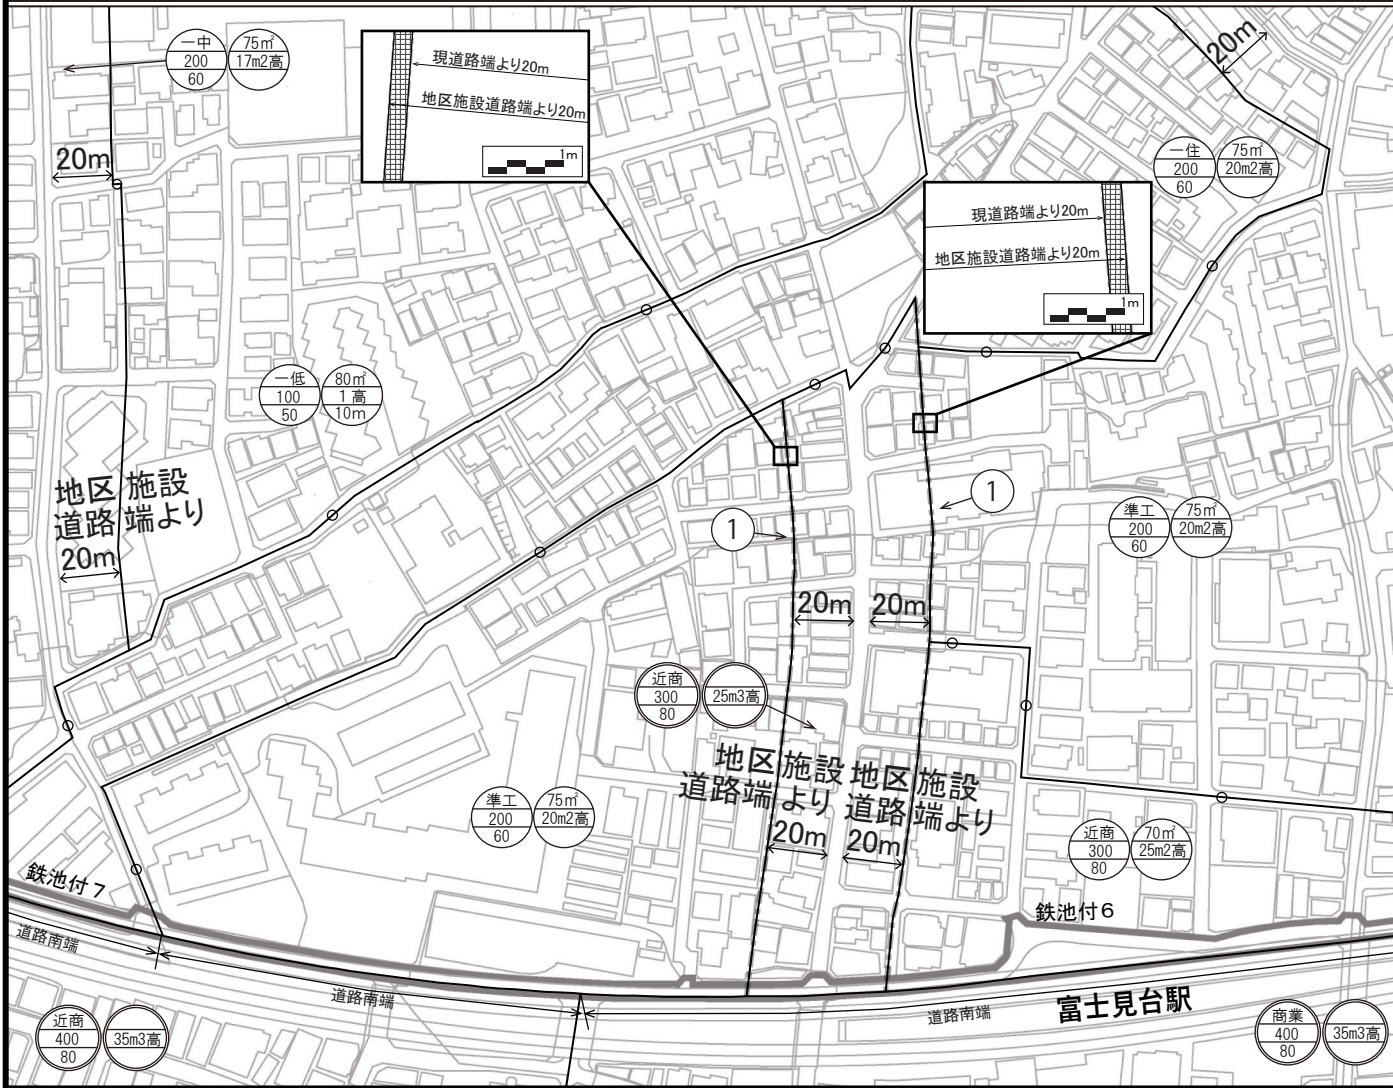 一中
200
60
75㎡
17m2高
現道路端より20m
地区施設道路端より20m
1m
20m
20m
一住
200
60
75㎡
20m2高
現道路端より20m
地区施設道路端より20m
1m
一低
100
50
80㎡
1高
10m
地区施設
道路端より
20m
1
1
準工
200
60
75㎡
20m2高
20m
20m
近商
300
80
25m3高
地区施設
道路端より
20m
地区施設
道路端より
20m
準工
200
60
75㎡
20m2高
近商
300
80
70㎡
25m2高
鉄池付7
鉄池付6
道路南端
道路南端
道路南端
富士見台駅
近商
400
80
35m3高
商業
400
80
35m3高